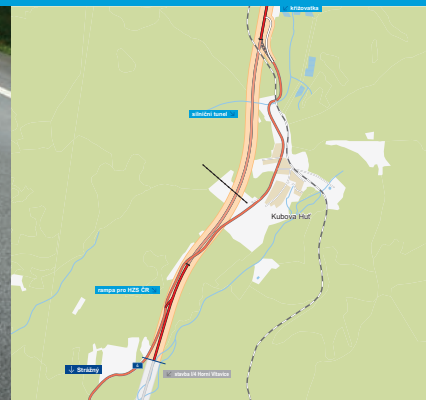 křižovatka
silniční tunel
Kubova Huť
rampa pro HZS ČR
Strážný
4
stavba I/4 Horní Vltavice